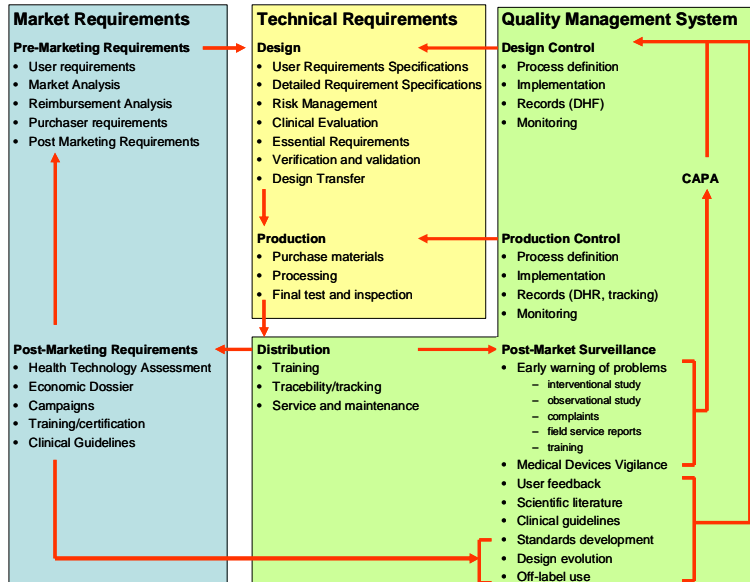 Market Requirements
Pre-Marketing Requirements
• User requirements
• Market Analysis
• Reimbursement Analysis
• Purchaser requirements
• Post Marketing Requirements
Post-Marketing Requirements
• Health Technology Assessment
• Economic Dossier
• Campaigns
• Training/certification
• Clinical Guidelines
Technical Requirements
Design
• User Requirements Specifications
• Detailed Requirement Specifications
• Risk Management
• Clinical Evaluation
• Essential Requirements
• Verification and validation
• Design Transfer
Production
• Purchase materials
• Processing
• Final test and inspection
Distribution
• Training
• Tracebility/tracking
• Service and maintenance
Quality Management System
Design Control
• Process definition
• Implementation
• Records (DHF)
• Monitoring
CAPA
Production Control
• Process definition
• Implementation
• Records (DHR, tracking)
• Monitoring
Post-Market Surveillance
• Early warning of problems
– interventional study
– observational study
– complaints
– field service reports
– training
• Medical Devices Vigilance
• User feedback
• Scientific literature
• Clinical guidelines
• Standards development
• Design evolution
• Off-label use